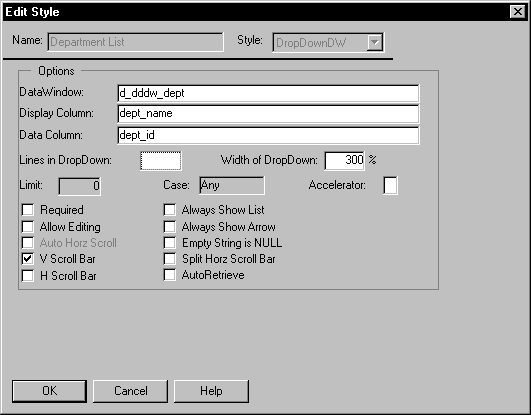 Edit Style
Name: Department List Style: DropDownDW
Options
DataWindow: d_dddw_dept
Display Column: dept_name
Data Column: dept_id
Lines in DropDown: Width of DropDown: 300 %
Limit: 0 Case: Any Accelerator:
Required Always Show List
Allow Editing Always Show Arrow
Auto Horz Scroll Empty String is NULL
V Scroll Bar Split Horz Scroll Bar
H Scroll Bar AutoRetrieve
OK Cancel Help